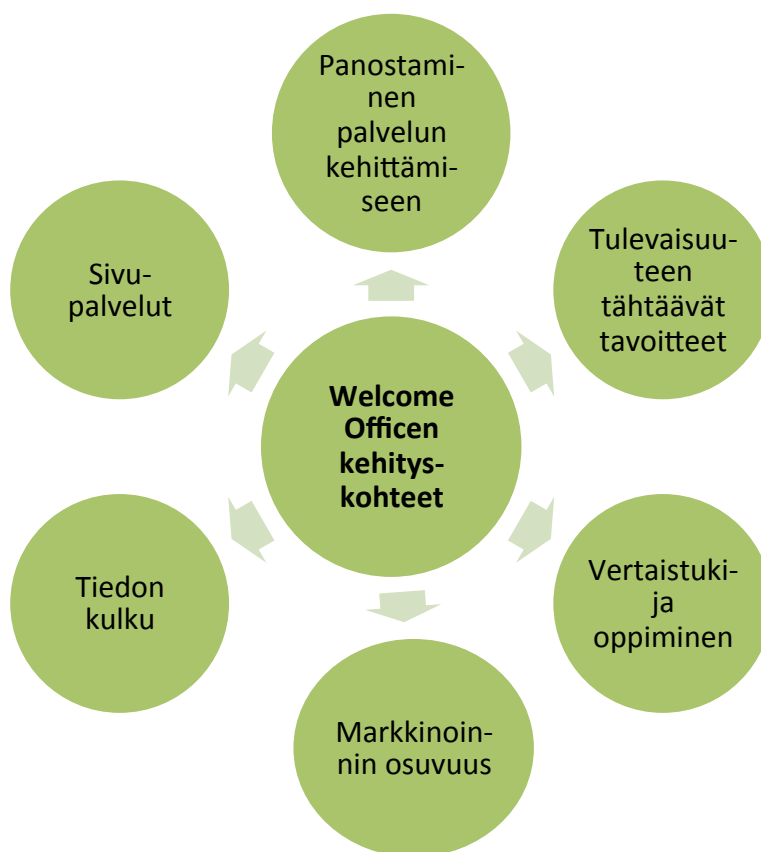 Panostami-
nen
palvelun
kehittämi-
seen
Sivu-
palvelut
Tulevaisuu-
teen
tähtäävät
tavoitteet
Welcome
Officen
kehitys-
kohteet
Tiedon
kulku
Vertaistuki-
ja
oppiminen
Markkinoin-
nin osuvuus